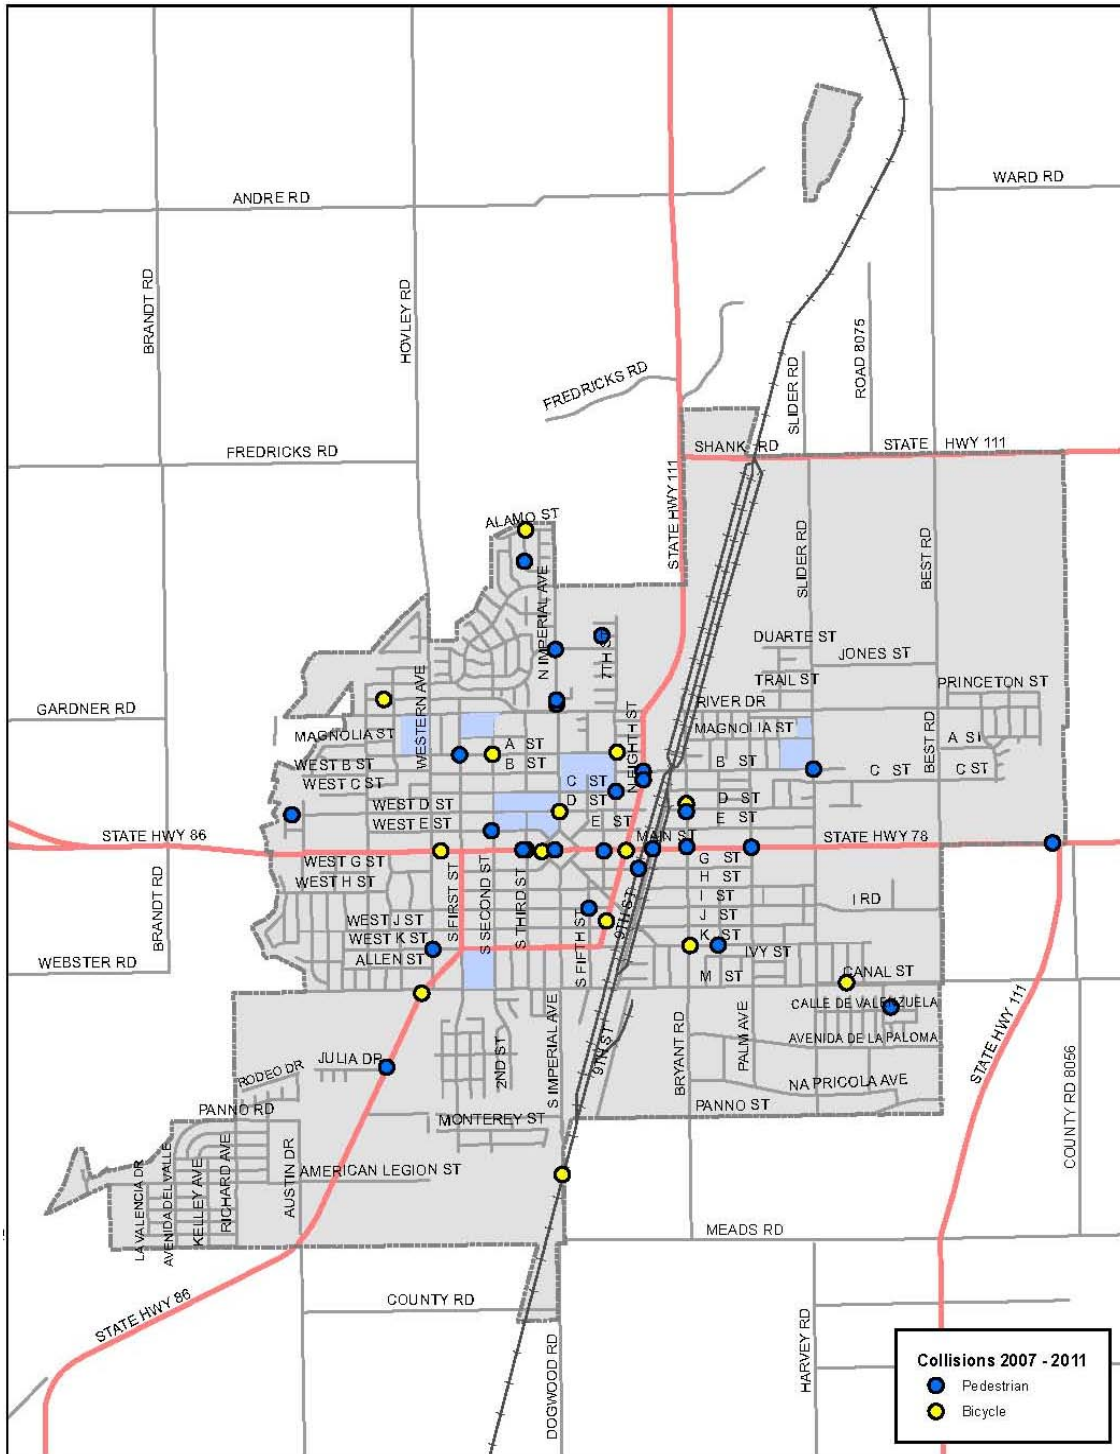 WARD RD
ANDRE RD
BRANDT RD
HOVLEY RD
ROAD 8075
SLIDER RD
FREDRICKS RD
FREDRICKS RD
SHANK RD
STATE HWY 111
STATE HWY 111
ALAMO ST
SLIDER RD
BEST RD
N IMPERIAL AVE
7TH ST
DUARTE ST
JONES ST
TRAIL ST
PRINCETON ST
WESTERN AVE
RIVER DR
GARDNER RD
MAGNOLIA ST
MAGNOLIA ST
N EIGHTH ST
BEST RD
A ST
A ST
WEST B ST
B ST
B ST
WEST C ST
C ST
C ST
C ST
WEST D ST
D ST
D ST
WEST E ST
E ST
E ST
STATE HWY 86
MAIN ST
STATE HWY 78
WEST G ST
G ST
WEST H ST
H ST
BRANDT RD
S FIRST ST
S SECOND ST
S THIRD ST
I ST
I RD
WEST J ST
J ST
S FIFTH ST
9TH ST
WEST K ST
K ST
ALLEN ST
IVY ST
WEBSTER RD
M ST
CANAL ST
CALLE DE VALENZUELA
AVENIDA DE LA PALOMA
JULIA DR
RODEO DR
2ND ST
S IMPERIAL AVE
9TH ST
BRYANT RD
PALM AVE
STATE HWY 111
NA PRICOLA AVE
PANNO RD
PANNO ST
MONTEREY ST
COUNTY RD 8056
AMERICAN LEGION ST
LA VALENCIA DR
AVENIDA DEL VALLE
KELLEY AVE
RICHARD AVE
AUSTIN DR
MEADS RD
STATE HWY 86
COUNTY RD
DOGWOOD RD
HARVEY RD
Collisions 2007 - 2011
Pedestrian
Bicycle